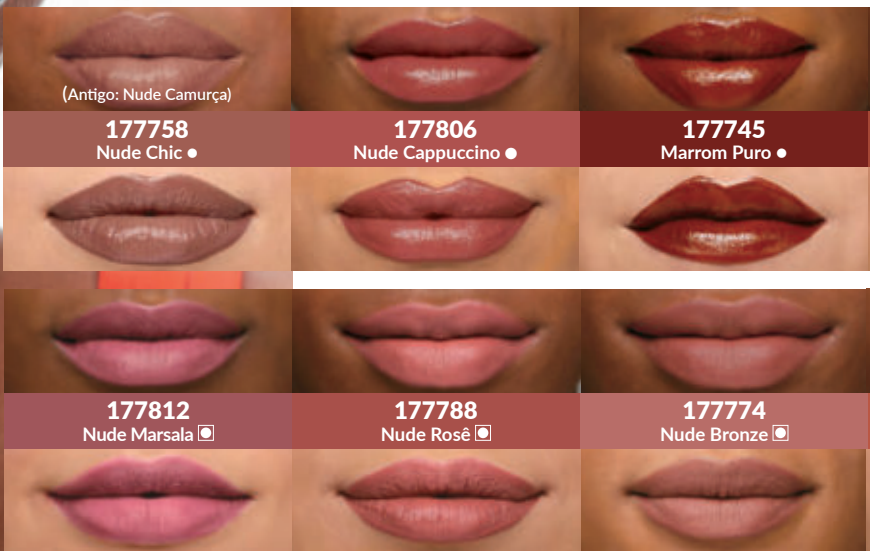 (Antigo: Nude Camurça)
177758
Nude Chic
177806
Nude Cappuccino
177745
Marrom Puro
177812
Nude Marsala
177788
Nude Rosê
177774
Nude Bronze